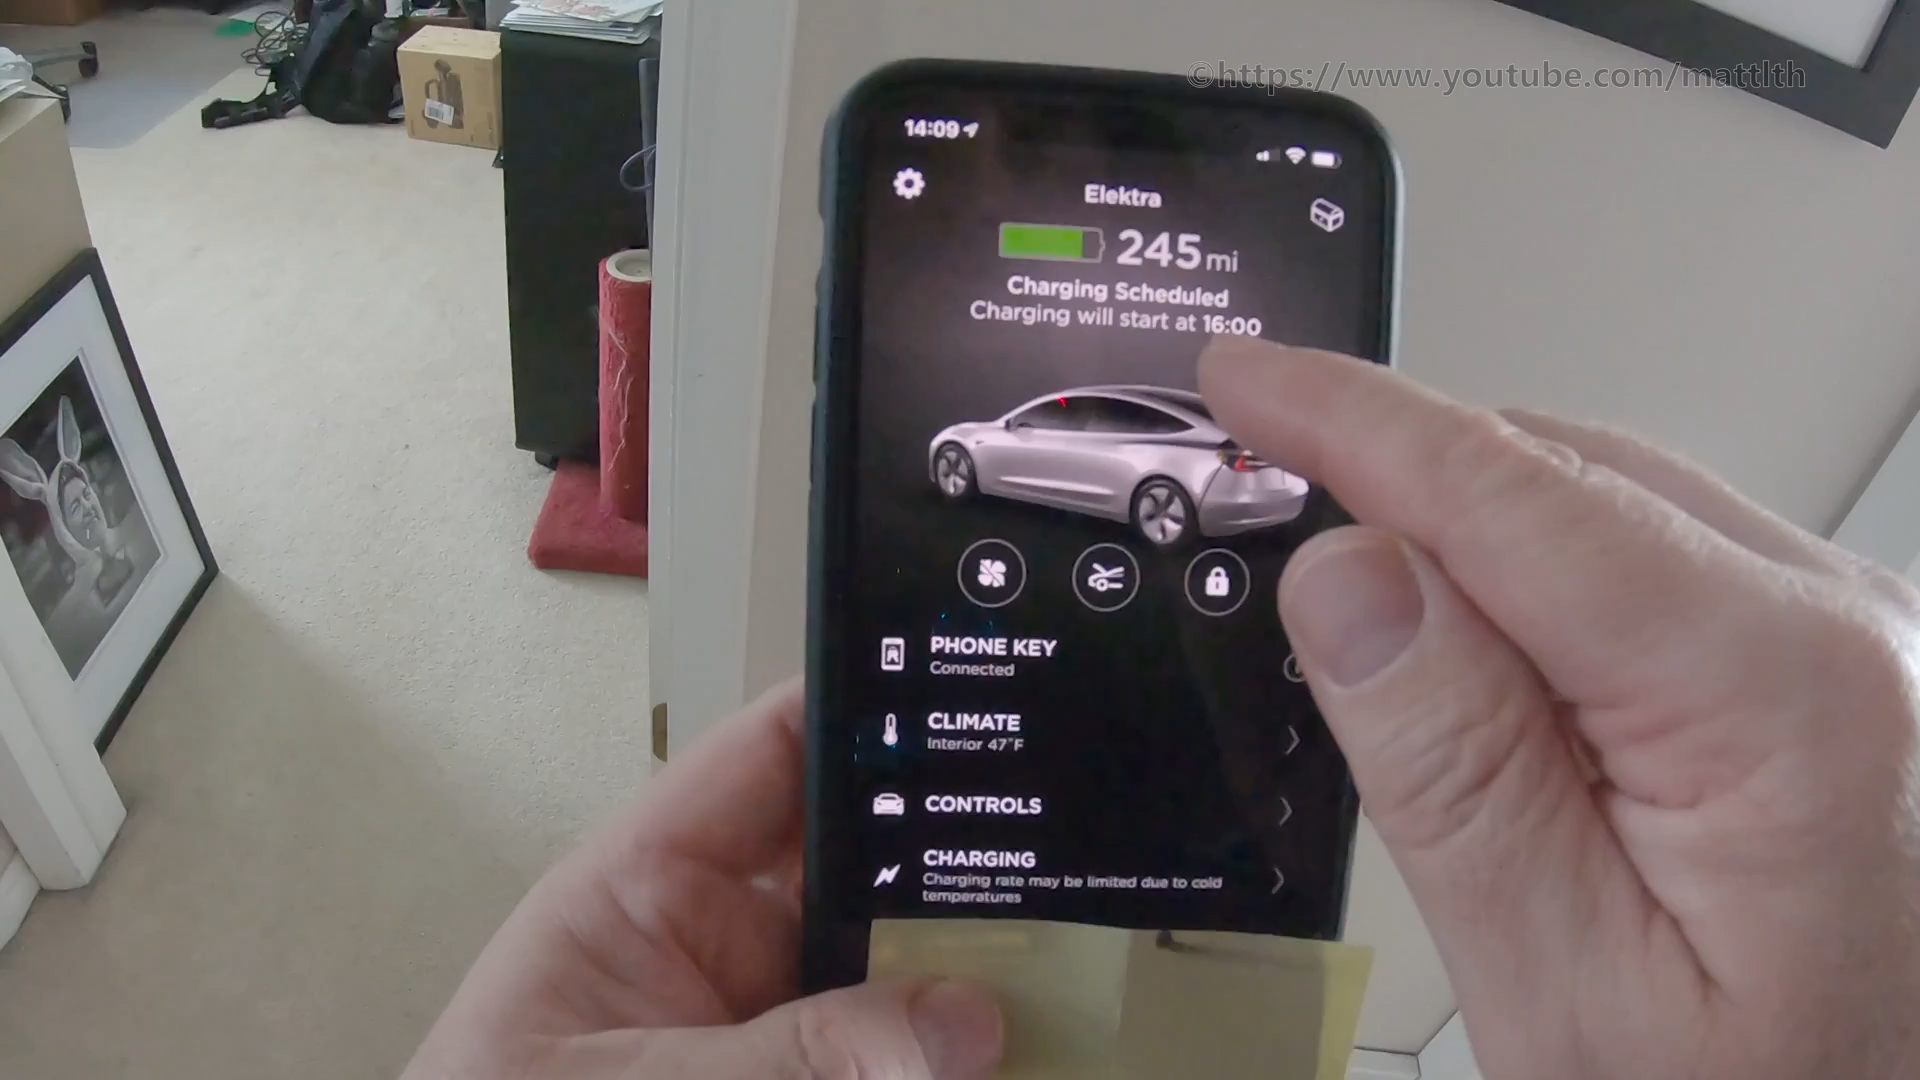 ©https://www.youtube.com/mattlth
14:09
Elektra
245 mi
Charging Scheduled
Charging will start at 16:00
PHONE KEY
Connected
CLIMATE
Interior 47°F
CONTROLS
CHARGING
Charging rate may be limited due to cold
temperatures